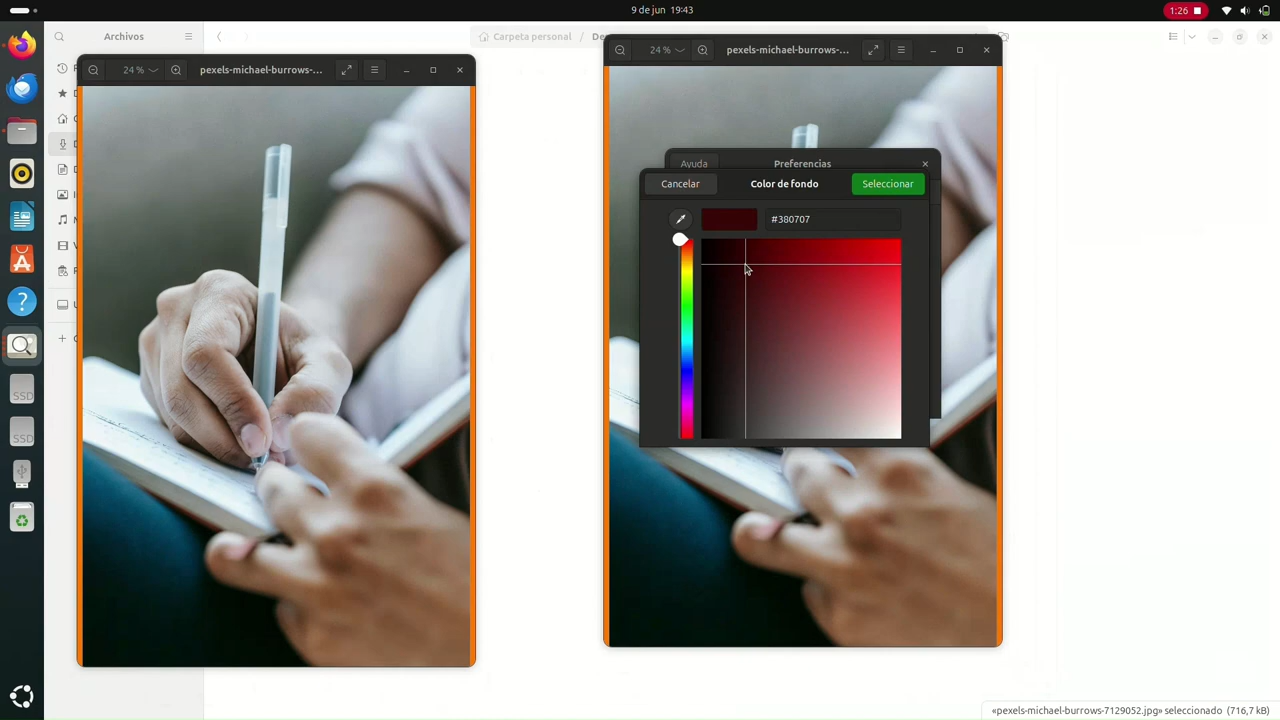 9 de jun 19:43
1:26
Archivos
Carpeta personal / De
24 %
pexels-michael-burrows-...
24 %
pexels-michael-burrows-...
Ayuda
Preferencias
Cancelar
Color de fondo
Seleccionar
#380707
SSD
SSD
«pexels-michael-burrows-7129052.jpg» seleccionado (716,7 kB)